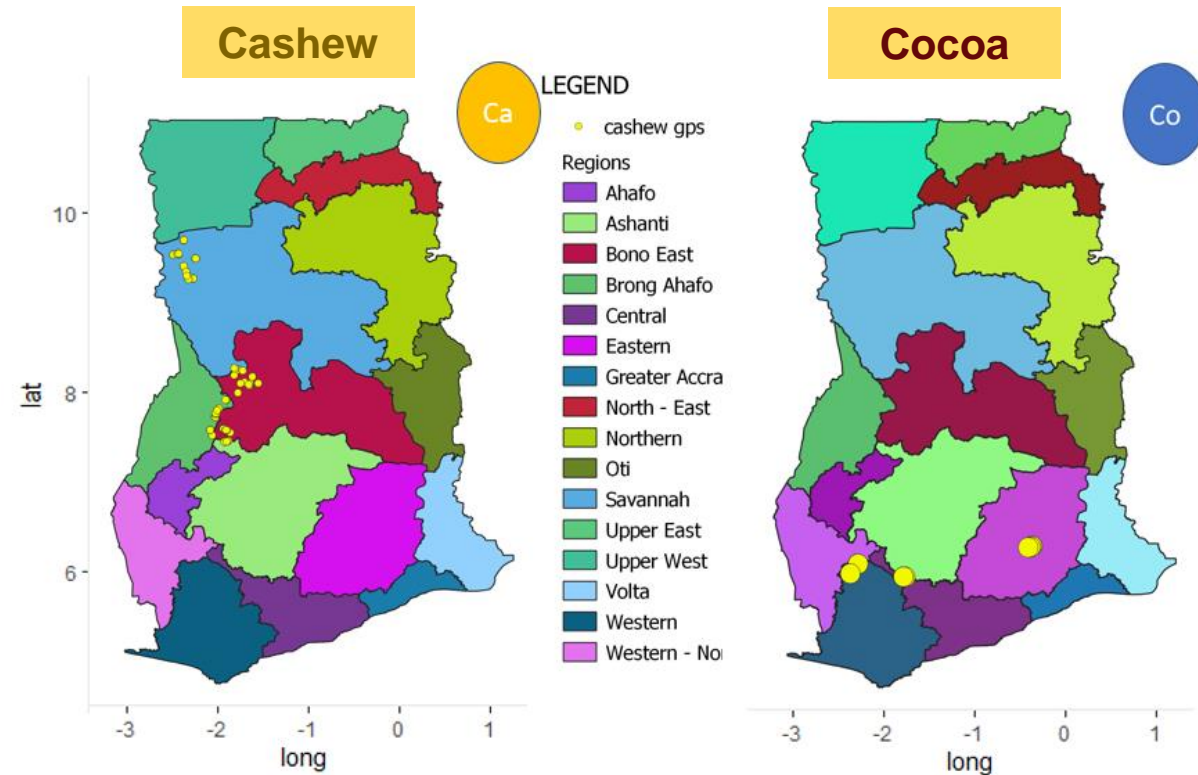 Cashew
Cocoa
Ca
LEGEND
cashew gps
Regions
Ahafo
Ashanti
Bono East
Brong Ahafo
Central
Eastern
Greater Accra
North - East
Northern
Oti
Savannah
Upper East
Upper West
Volta
Western
Western - No
Co
lat
10
8
6
-3
-2
-1
0
1
long
-3
-2
-1
0
1
long